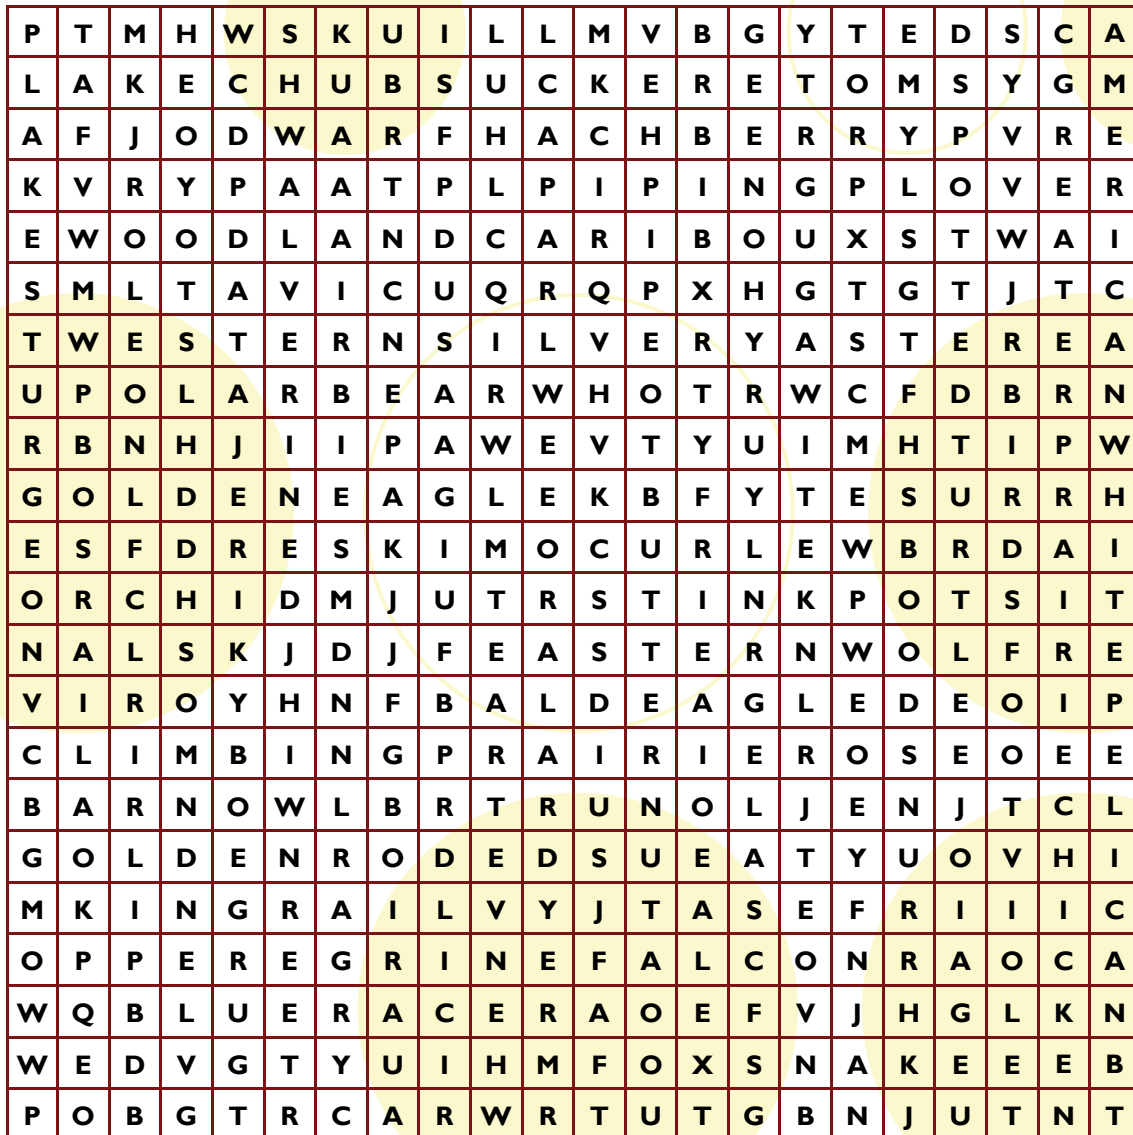 P T M H W S K U I L L M V B G Y T E D S C A
L A K E C H U B S U C K E R E T O M S Y G M
A F J O D W A R F H A C H B E R R Y P V R E
K V R Y P A A T P L P I P I N G P L O V E R
E W O O D L A N D C A R I B O U X S T W A I
S M L T A V I C U Q R Q P X H G T G T J T C
T W E S T E R N S I L V E R Y A S T E R E A
U P O L A R B E A R W H O T R W C F D B R N
R B N H J I I P A W E V T Y U I M H T I P W
G O L D E N E A G L E K B F Y T E S U R R H
E S F D R E S K I M O C U R L E W B R D A I
O R C H I D M J U T R S T I N K P O T S I T
N A L S K J D J F E A S T E R N W O L F R E
V I R O Y H N F B A L D E A G L E D E O I P
C L I M B I N G P R A I R I E R O S E O E E
B A R N O W L B R T R U N O L J E N J T C L
G O L D E N R O D E D S U E A T Y U O V H I
M K I N G R A I L V Y J T A S E F R I I I C
O P P E R E G R I N E F A L C O N R A O C A
W Q B L U E R A C E R A O E F V J H G L K N
W E D V G T Y U I H M F O X S N A K E E E B
P O B G T R C A R W R T U T G B N J U T N T